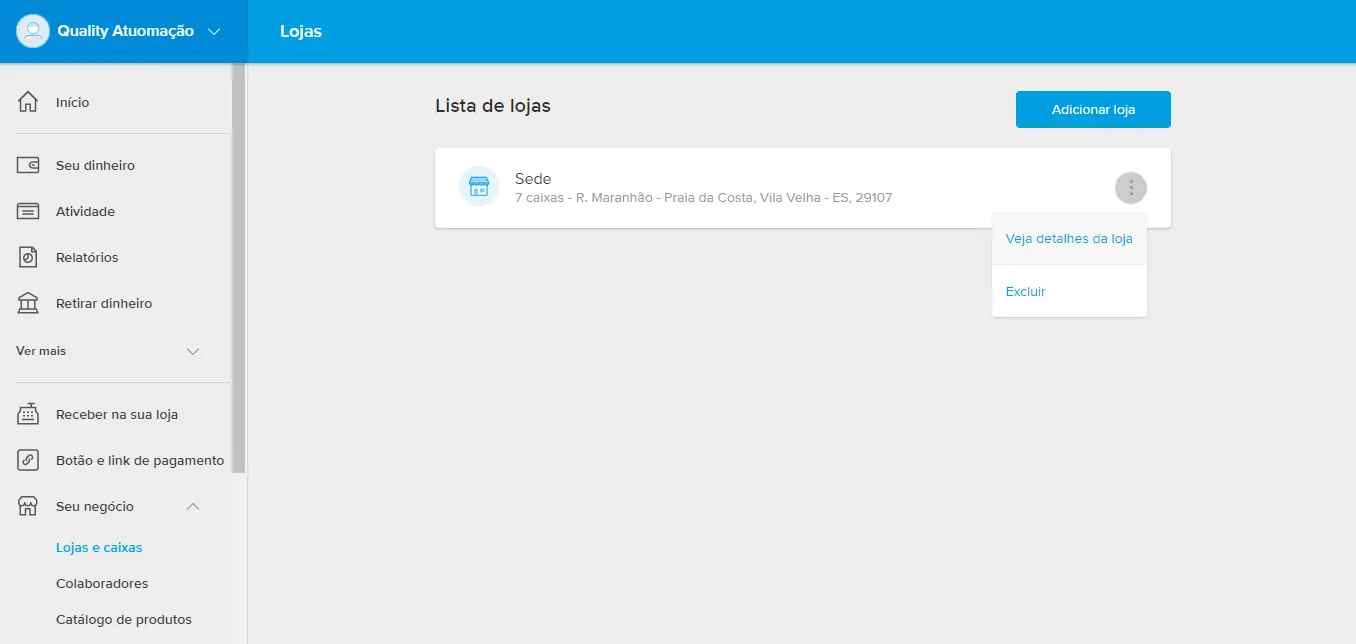 Quality Atuomação
Lojas
Início
Seu dinheiro
Atividade
Relatórios
Retirar dinheiro
Ver mais
Receber na sua loja
Botão e link de pagamento
Seu negócio
Lojas e caixas
Colaboradores
Catálogo de produtos
Lista de lojas
Adicionar loja
Sede
7 caixas - R. Maranhão - Praia da Costa, Vila Velha - ES, 29107
Veja detalhes da loja
Excluir